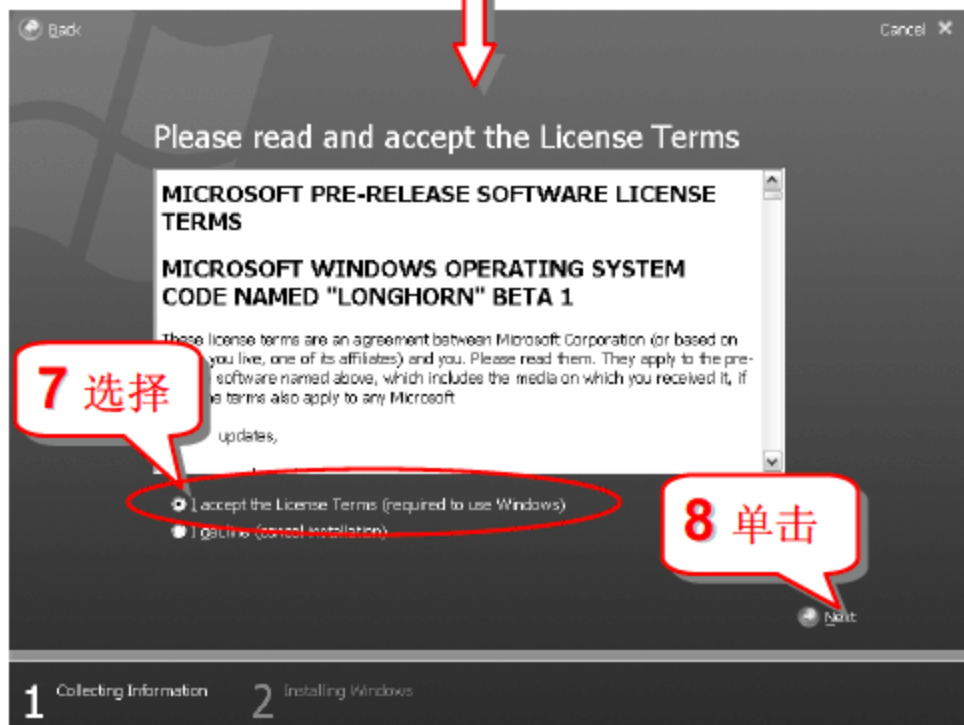 Back
Cancel
Please read and accept the License Terms
MICROSOFT PRE-RELEASE SOFTWARE LICENSE
TERMS
MICROSOFT WINDOWS OPERATING SYSTEM
CODE NAMED "LONGHORN" BETA 1
These license terms are an agreement between Microsoft Corporation (or based on
you live, one of its affiliates) and you. Please read them. They apply to the pre-
software named above, which includes the media on which you received it, if
terms also apply to any Microsoft
updates,
7 选择
I accept the License Terms (required to use Windows)
I decline (cancel installation)
8 单击
Next
1 Collecting Information
2 Installing Windows